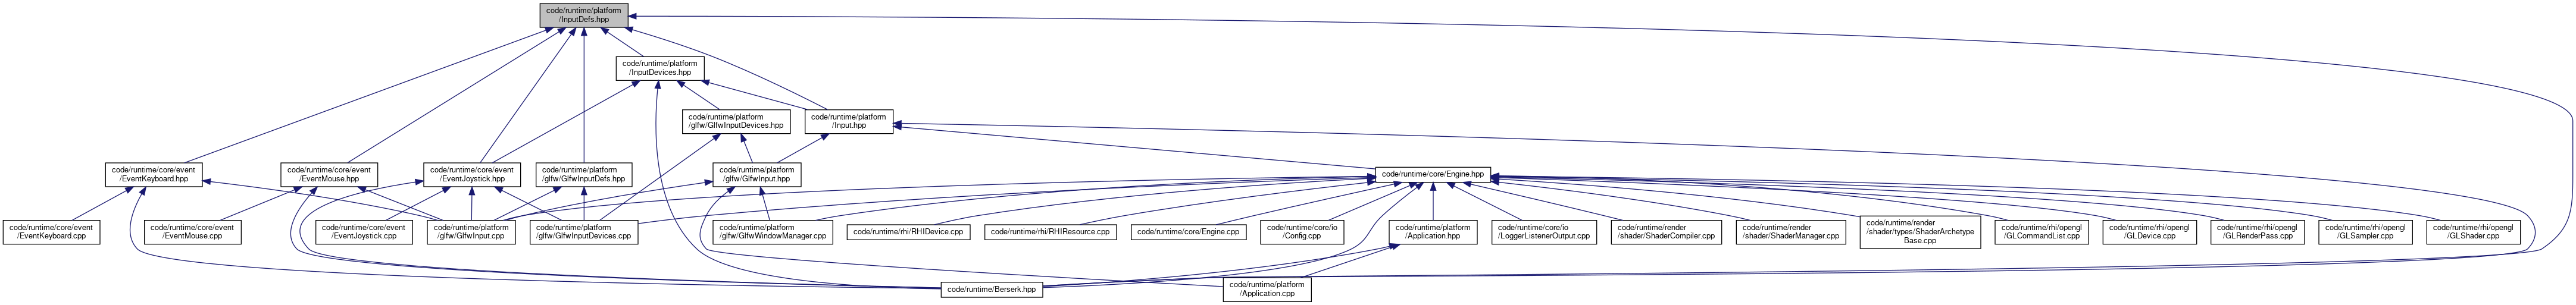 code/runtime/platform
/InputDefs.hpp
code/runtime/platform
/InputDevices.hpp
code/runtime/platform
/glfw/GlfwInputDevices.hpp
code/runtime/platform
/Input.hpp
code/runtime/core/event
/EventKeyboard.hpp
code/runtime/core/event
/EventMouse.hpp
code/runtime/core/event
/EventJoystick.hpp
code/runtime/platform
/glfw/GlfwInputDefs.hpp
code/runtime/platform
/glfw/GlfwInput.hpp
code/runtime/core/Engine.hpp
code/runtime/core/event
/EventKeyboard.cpp
code/runtime/core/event
/EventMouse.cpp
code/runtime/core/event
/EventJoystick.cpp
code/runtime/platform
/glfw/GlfwInput.cpp
code/runtime/platform
/glfw/GlfwInputDevices.cpp
code/runtime/platform
/glfw/GlfwWindowManager.cpp
code/runtime/rhi/RHIDevice.cpp
code/runtime/rhi/RHIResource.cpp
code/runtime/core/Engine.cpp
code/runtime/core/io
/Config.cpp
code/runtime/platform
/Application.hpp
code/runtime/core/io
/LoggerListenerOutput.cpp
code/runtime/render
/shader/ShaderCompiler.cpp
code/runtime/render
/shader/ShaderManager.cpp
code/runtime/render
/shader/types/ShaderArchetype
Base.cpp
code/runtime/rhi/opengl
/GLCommandList.cpp
code/runtime/rhi/opengl
/GLDevice.cpp
code/runtime/rhi/opengl
/GLRenderPass.cpp
code/runtime/rhi/opengl
/GLSampler.cpp
code/runtime/rhi/opengl
/GLShader.cpp
code/runtime/Berserk.hpp
code/runtime/platform
/Application.cpp